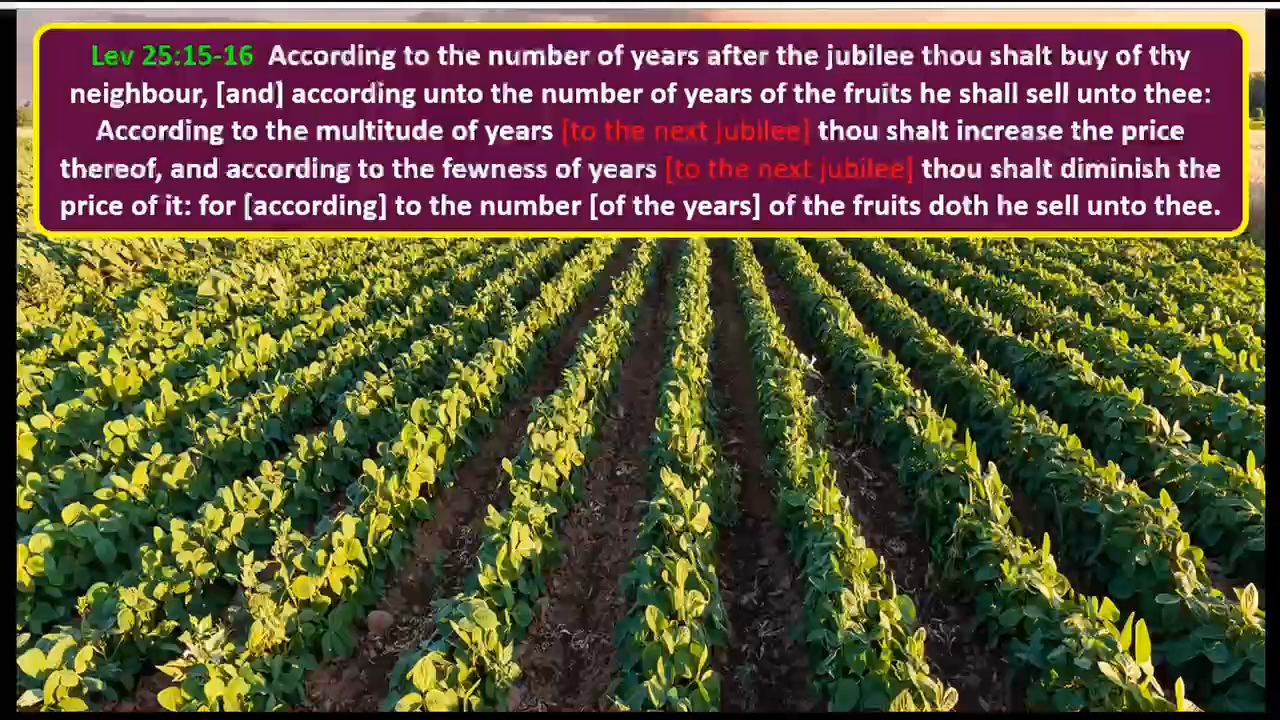 Lev 25:15-16 According to the number of years after the jubilee thou shalt buy of thy
neighbour, [and] according unto the number of years of the fruits he shall sell unto thee:
According to the multitude of years [to the next jubilee] thou shalt increase the price
thereof, and according to the fewness of years [to the next jubilee] thou shalt diminish the
price of it: for [according] to the number [of the years] of the fruits doth he sell unto thee.